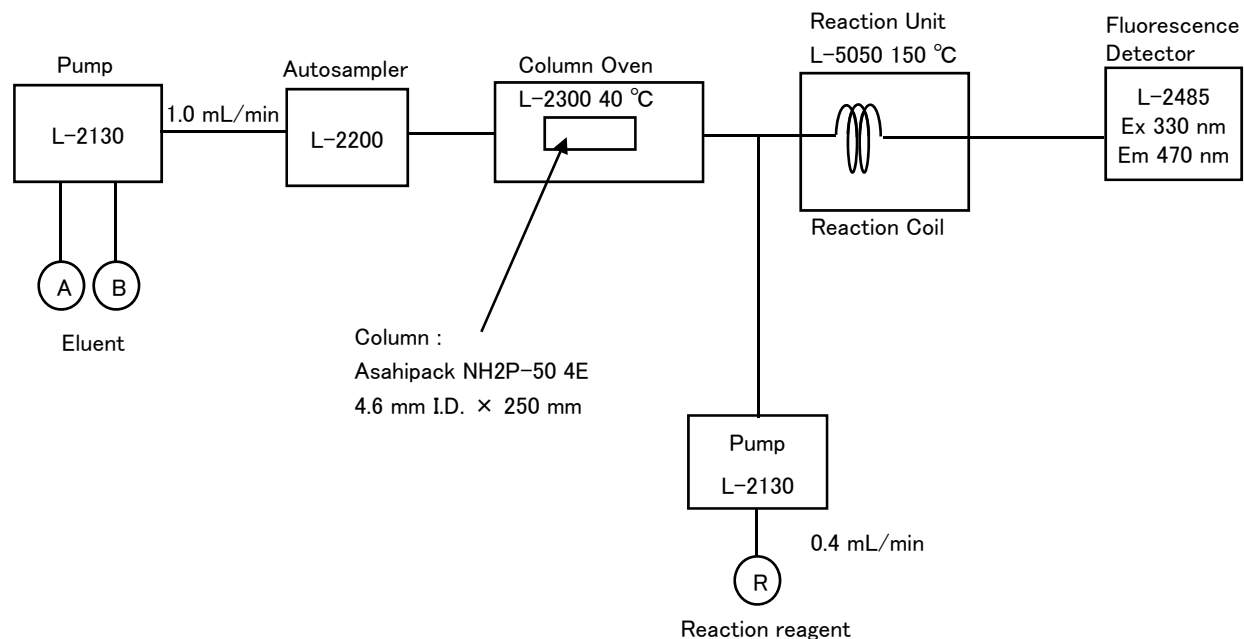 Pump
L-2130
1.0 mL/min
A
B
Eluent
Autosampler
L-2200
Column Oven
L-2300 40 ℃
Column :
Asahipack NH2P-50 4E
4.6 mm I.D. × 250 mm
Reaction Unit
L-5050 150 ℃
Reaction Coil
Fluorescence
Detector
L-2485
Ex 330 nm
Em 470 nm
Pump
L-2130
0.4 mL/min
R
Reaction reagent